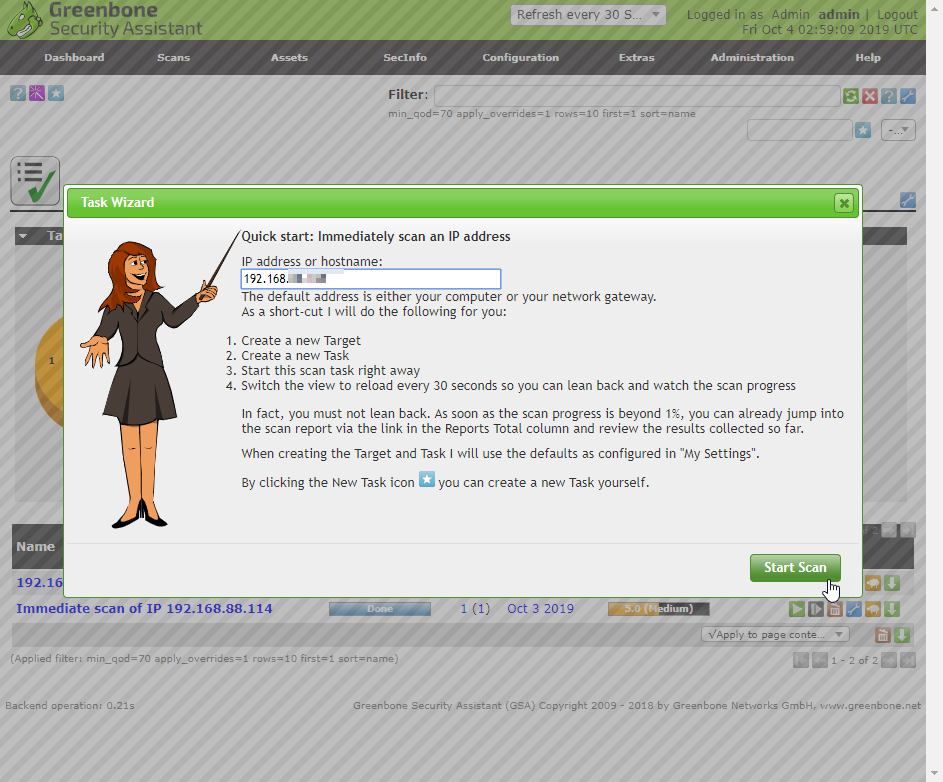 Greenbone
Security Assistant
Refresh every 30 S...
Logged in as Admin admin | Logout
Fri Oct 4 02:59:09 2019 UTC
Dashboard Scans Assets SecInfo Configuration Extras Administration Help
Filter:
min_qod=70 apply_overrides=1 rows=10 first=1 sort=name
-...
Task Wizard
Ta
Quick start: Immediately scan an IP address
IP address or hostname:
192.168.
The default address is either your computer or your network gateway.
As a short-cut I will do the following for you:
1. Create a new Target
2. Create a new Task
3. Start this scan task right away
4. Switch the view to reload every 30 seconds so you can lean back and watch the scan progress
1
In fact, you must not lean back. As soon as the scan progress is beyond 1%, you can already jump into
the scan report via the link in the Reports Total column and review the results collected so far.
When creating the Target and Task I will use the defaults as configured in "My Settings".
By clicking the New Task icon you can create a new Task yourself.
Name
Start Scan
192.16
Immediate scan of IP 192.168.88.114 Done 1 (1) Oct 3 2019 5.0 (Medium)
√Apply to page conte...
(Applied filter: min_qod=70 apply_overrides=1 rows=10 first=1 sort=name)
1 - 2 of 2
Backend operation: 0.21s
Greenbone Security Assistant (GSA) Copyright 2009 - 2018 by Greenbone Networks GmbH, www.greenbone.net